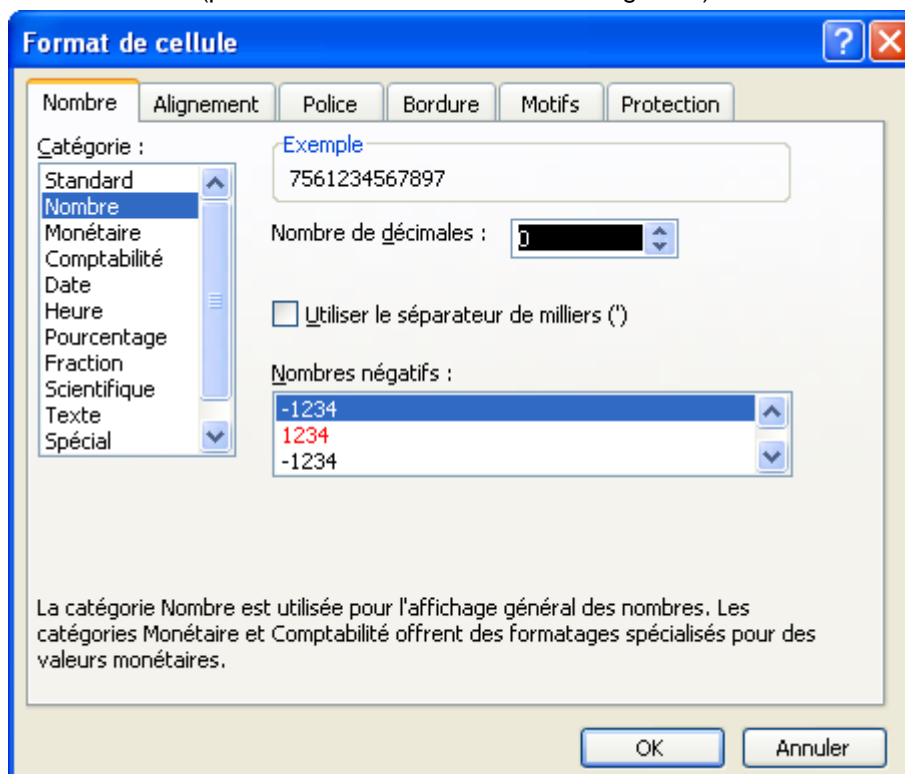 Format de cellule
Nombre Alignement Police Bordure Motifs Protection
Catégorie :
Standard
Nombre
Monétaire
Comptabilité
Date
Heure
Pourcentage
Fraction
Scientifique
Texte
Spécial
Exemple
7561234567897
Nombre de décimales : 0
Utiliser le séparateur de milliers (')
Nombres négatifs :
-1234
1234
-1234
La catégorie Nombre est utilisée pour l'affichage général des nombres. Les
catégories Monétaire et Comptabilité offrent des formatages spécialisés pour des
valeurs monétaires.
OK Annuler